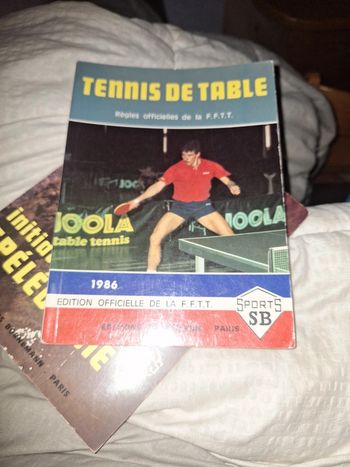 TENNIS DE TABLE
Règles officielles de la F.F.T.T.
JOOLA
JOOLA
table tennis
JOOLA
1986
EDITION OFFICIELLE DE LA F.F.T.T.
SPORTS
SB
PARIS
PARIS